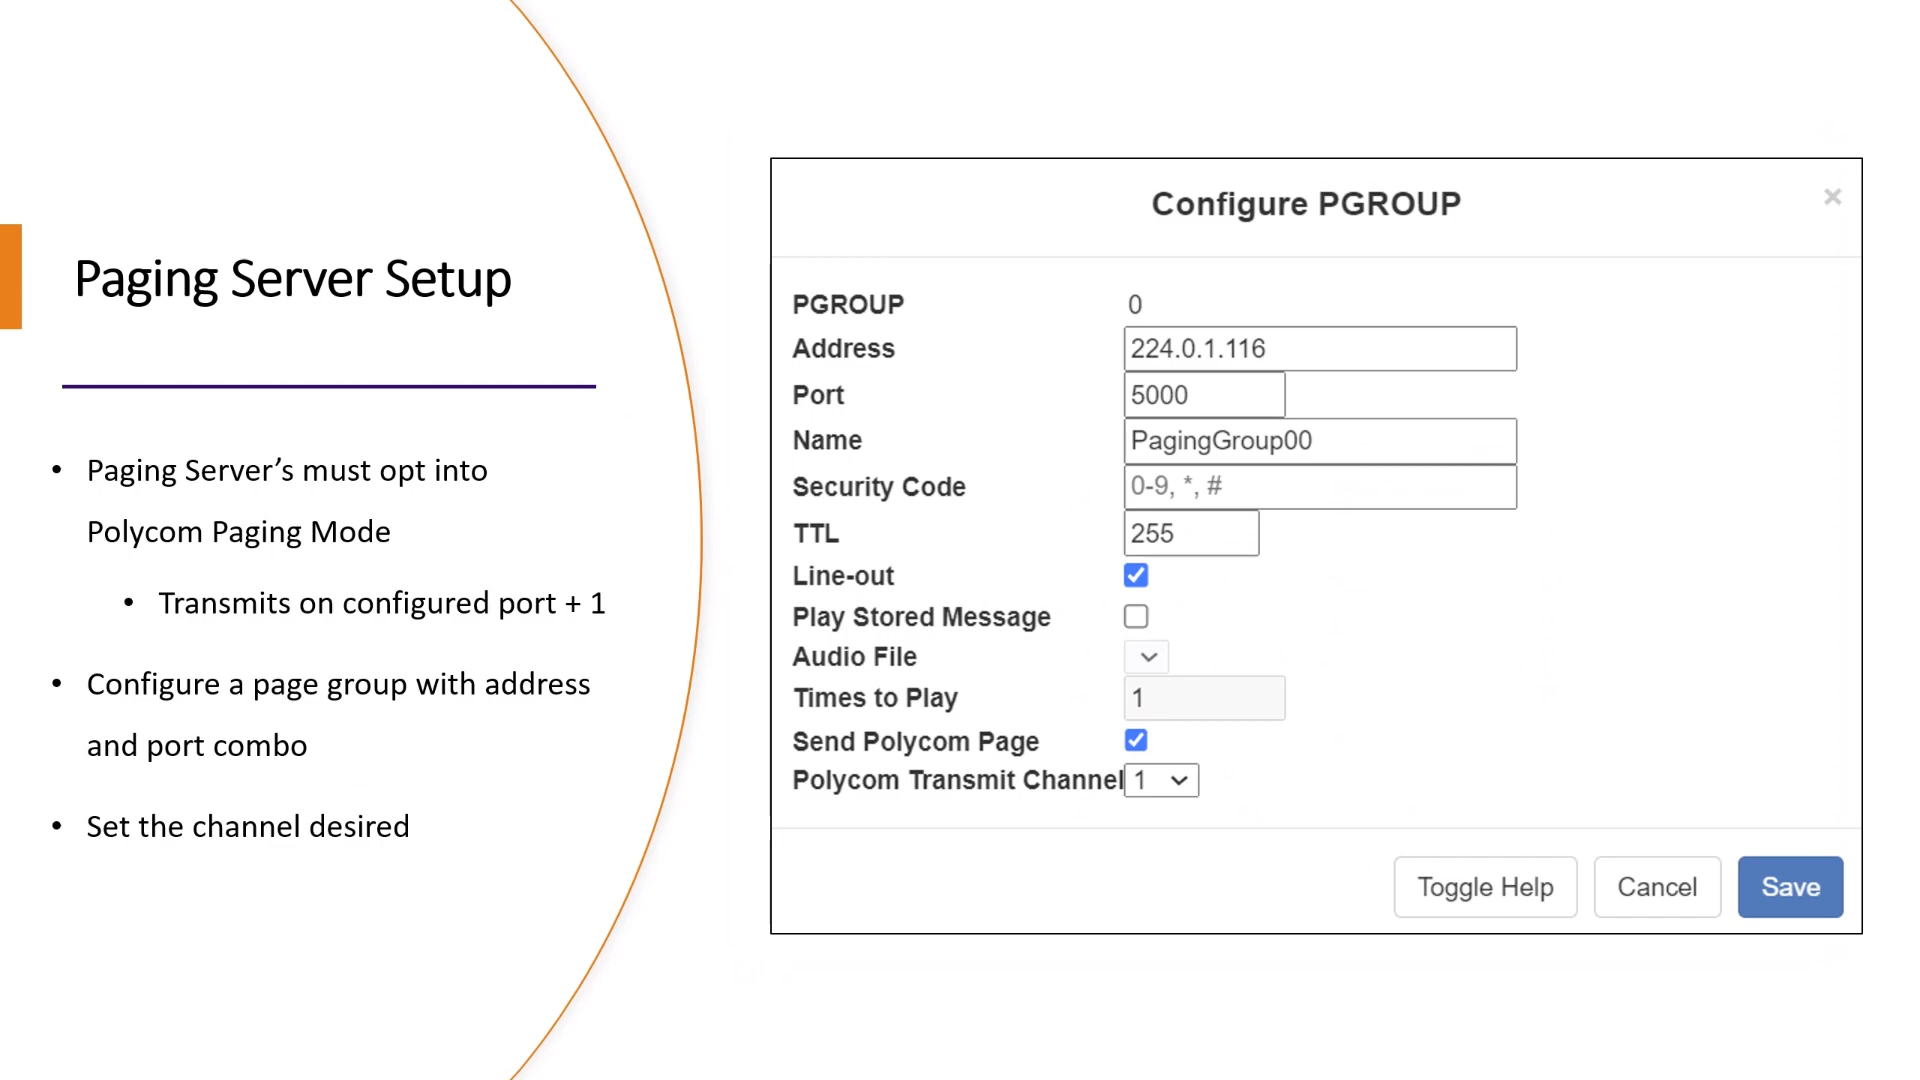 Paging Server Setup
• Paging Server’s must opt into
Polycom Paging Mode
• Transmits on configured port + 1
• Configure a page group with address
and port combo
• Set the channel desired
Configure PGROUP ×
PGROUP 0
Address 224.0.1.116
Port 5000
Name PagingGroup00
Security Code 0-9, *, #
TTL 255
Line-out
Play Stored Message
Audio File
Times to Play 1
Send Polycom Page
Polycom Transmit Channel 1
Toggle Help Cancel Save